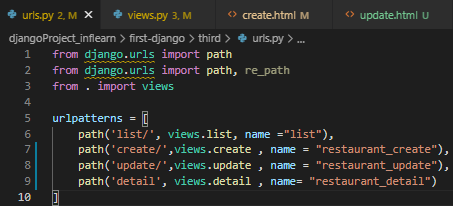 urls.py 2, M views.py 3, M create.html M update.html U
djangoProject_inflearn > first-django > third > urls.py > ...
1 from django.urls import path
2 from django.urls import path, re_path
3 from . import views
4
5 urlpatterns = [
6 path('list/', views.list, name ="list"),
7 path('create/',views.create , name = "restaurant_create"),
8 path('update/',views.update , name = "restaurant_update"),
9 path('detail', views.detail , name= "restaurant_detail")
10 ]